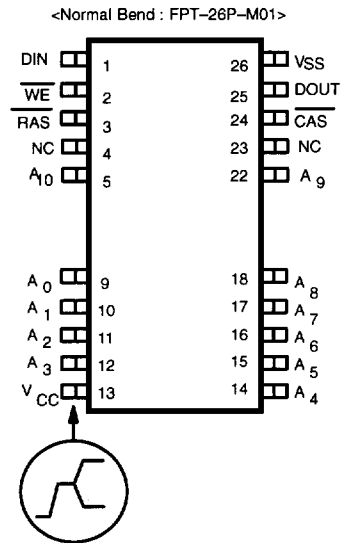 <Normal Bend : FPT-26P-M01>
DIN 1 26 VSS
WE 2 25 DOUT
RAS 3 24 CAS
NC 4 23 NC
A10 5 22 A9
A0 9 18 A8
A1 10 17 A7
A2 11 16 A6
A3 12 15 A5
VCC 13 14 A4